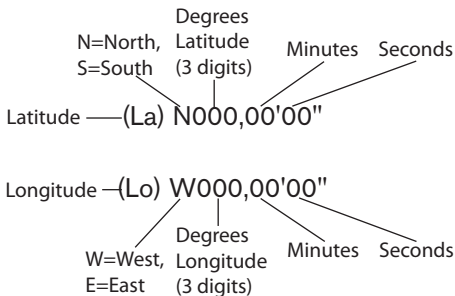 Degrees
N=North, Latitude Minutes Seconds
S=South (3 digits)
Latitude (La) N000,00'00"
Longitude (Lo) W000,00'00"
Degrees
W=West, Longitude Minutes Seconds
E=East (3 digits)